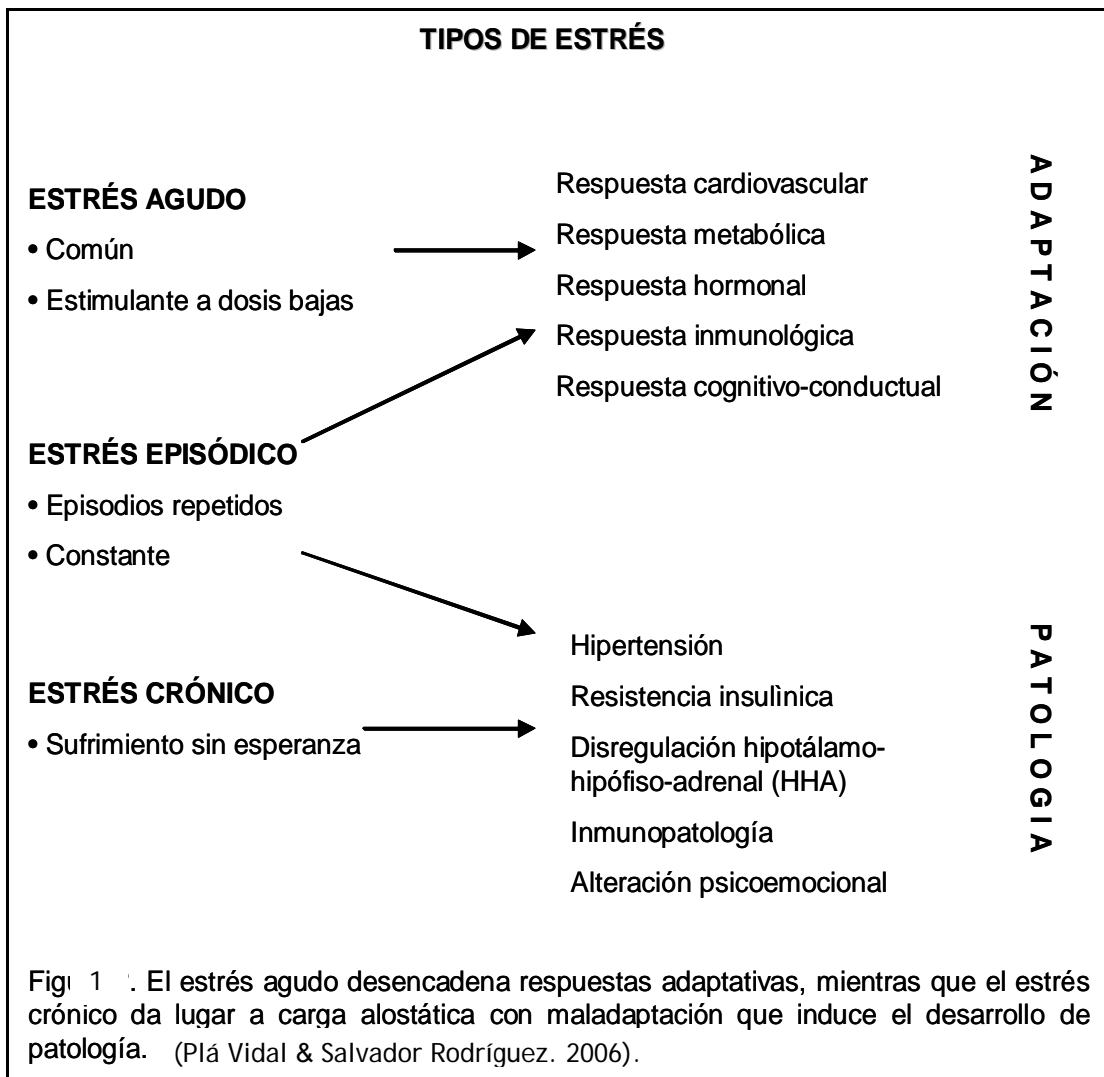 TIPOS DE ESTRÉS
ESTRÉS AGUDO
• Común
• Estimulante a dosis bajas
Respuesta cardiovascular
Respuesta metabólica
Respuesta hormonal
Respuesta inmunológica
Respuesta cognitivo-conductual
ADAPTACIÓN
ESTRÉS EPISÓDICO
• Episodios repetidos
• Constante
ESTRÉS CRÓNICO
• Sufrimiento sin esperanza
Hipertensión
Resistencia insulìnica
Disregulación hipotálamo-
hipófiso-adrenal (HHA)
Inmunopatología
Alteración psicoemocional
PATOLOGIA
1 . El estrés agudo desencadena respuestas adaptativas, mientras que el estrés
crónico da lugar a carga alostática con maladaptación que induce el desarrollo de
patología. (Plá Vidal & Salvador Rodríguez. 2006).